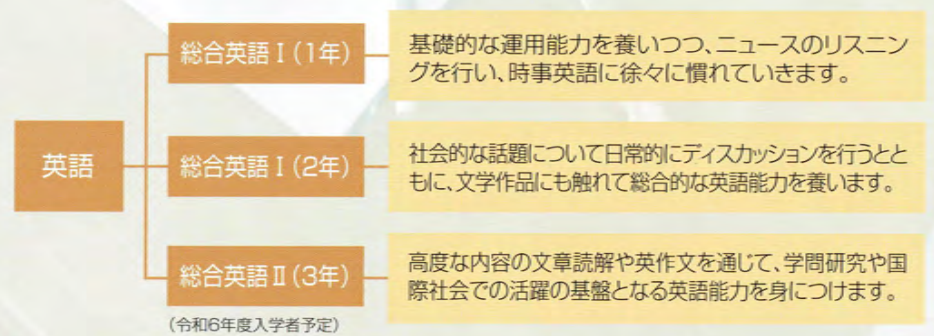 英語
総合英語Ⅰ(1年)
基礎的な運用能力を養いつつ、ニュースのリスニン
グを行い、時事英語に徐々に慣れていきます。
総合英語Ⅰ(2年)
社会的な話題について日常的にディスカッションを行うとと
もに、文学作品にも触れて総合的な英語能力を養います。
総合英語Ⅱ(3年)
高度な内容の文章読解や英作文を通じて、学問研究や国
際社会での活躍の基盤となる英語能力を身につけます。
(令和6年度入学者予定)